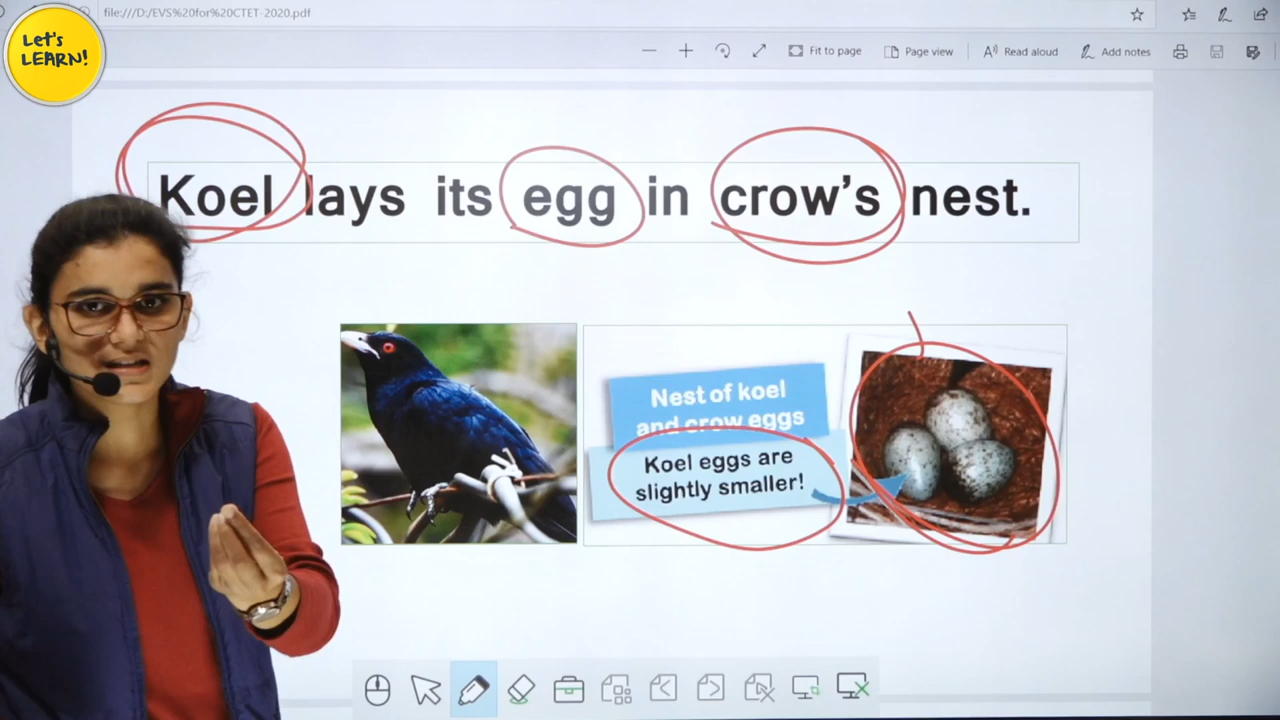 file:///D:/EVS%20for%20CTET-2020.pdf
Let's
LEARN!
Fit to page
Page view
Read aloud
Add notes
Koel lays its egg in crow’s nest.
Nest of koel
and crow eggs
Koel eggs are
slightly smaller!